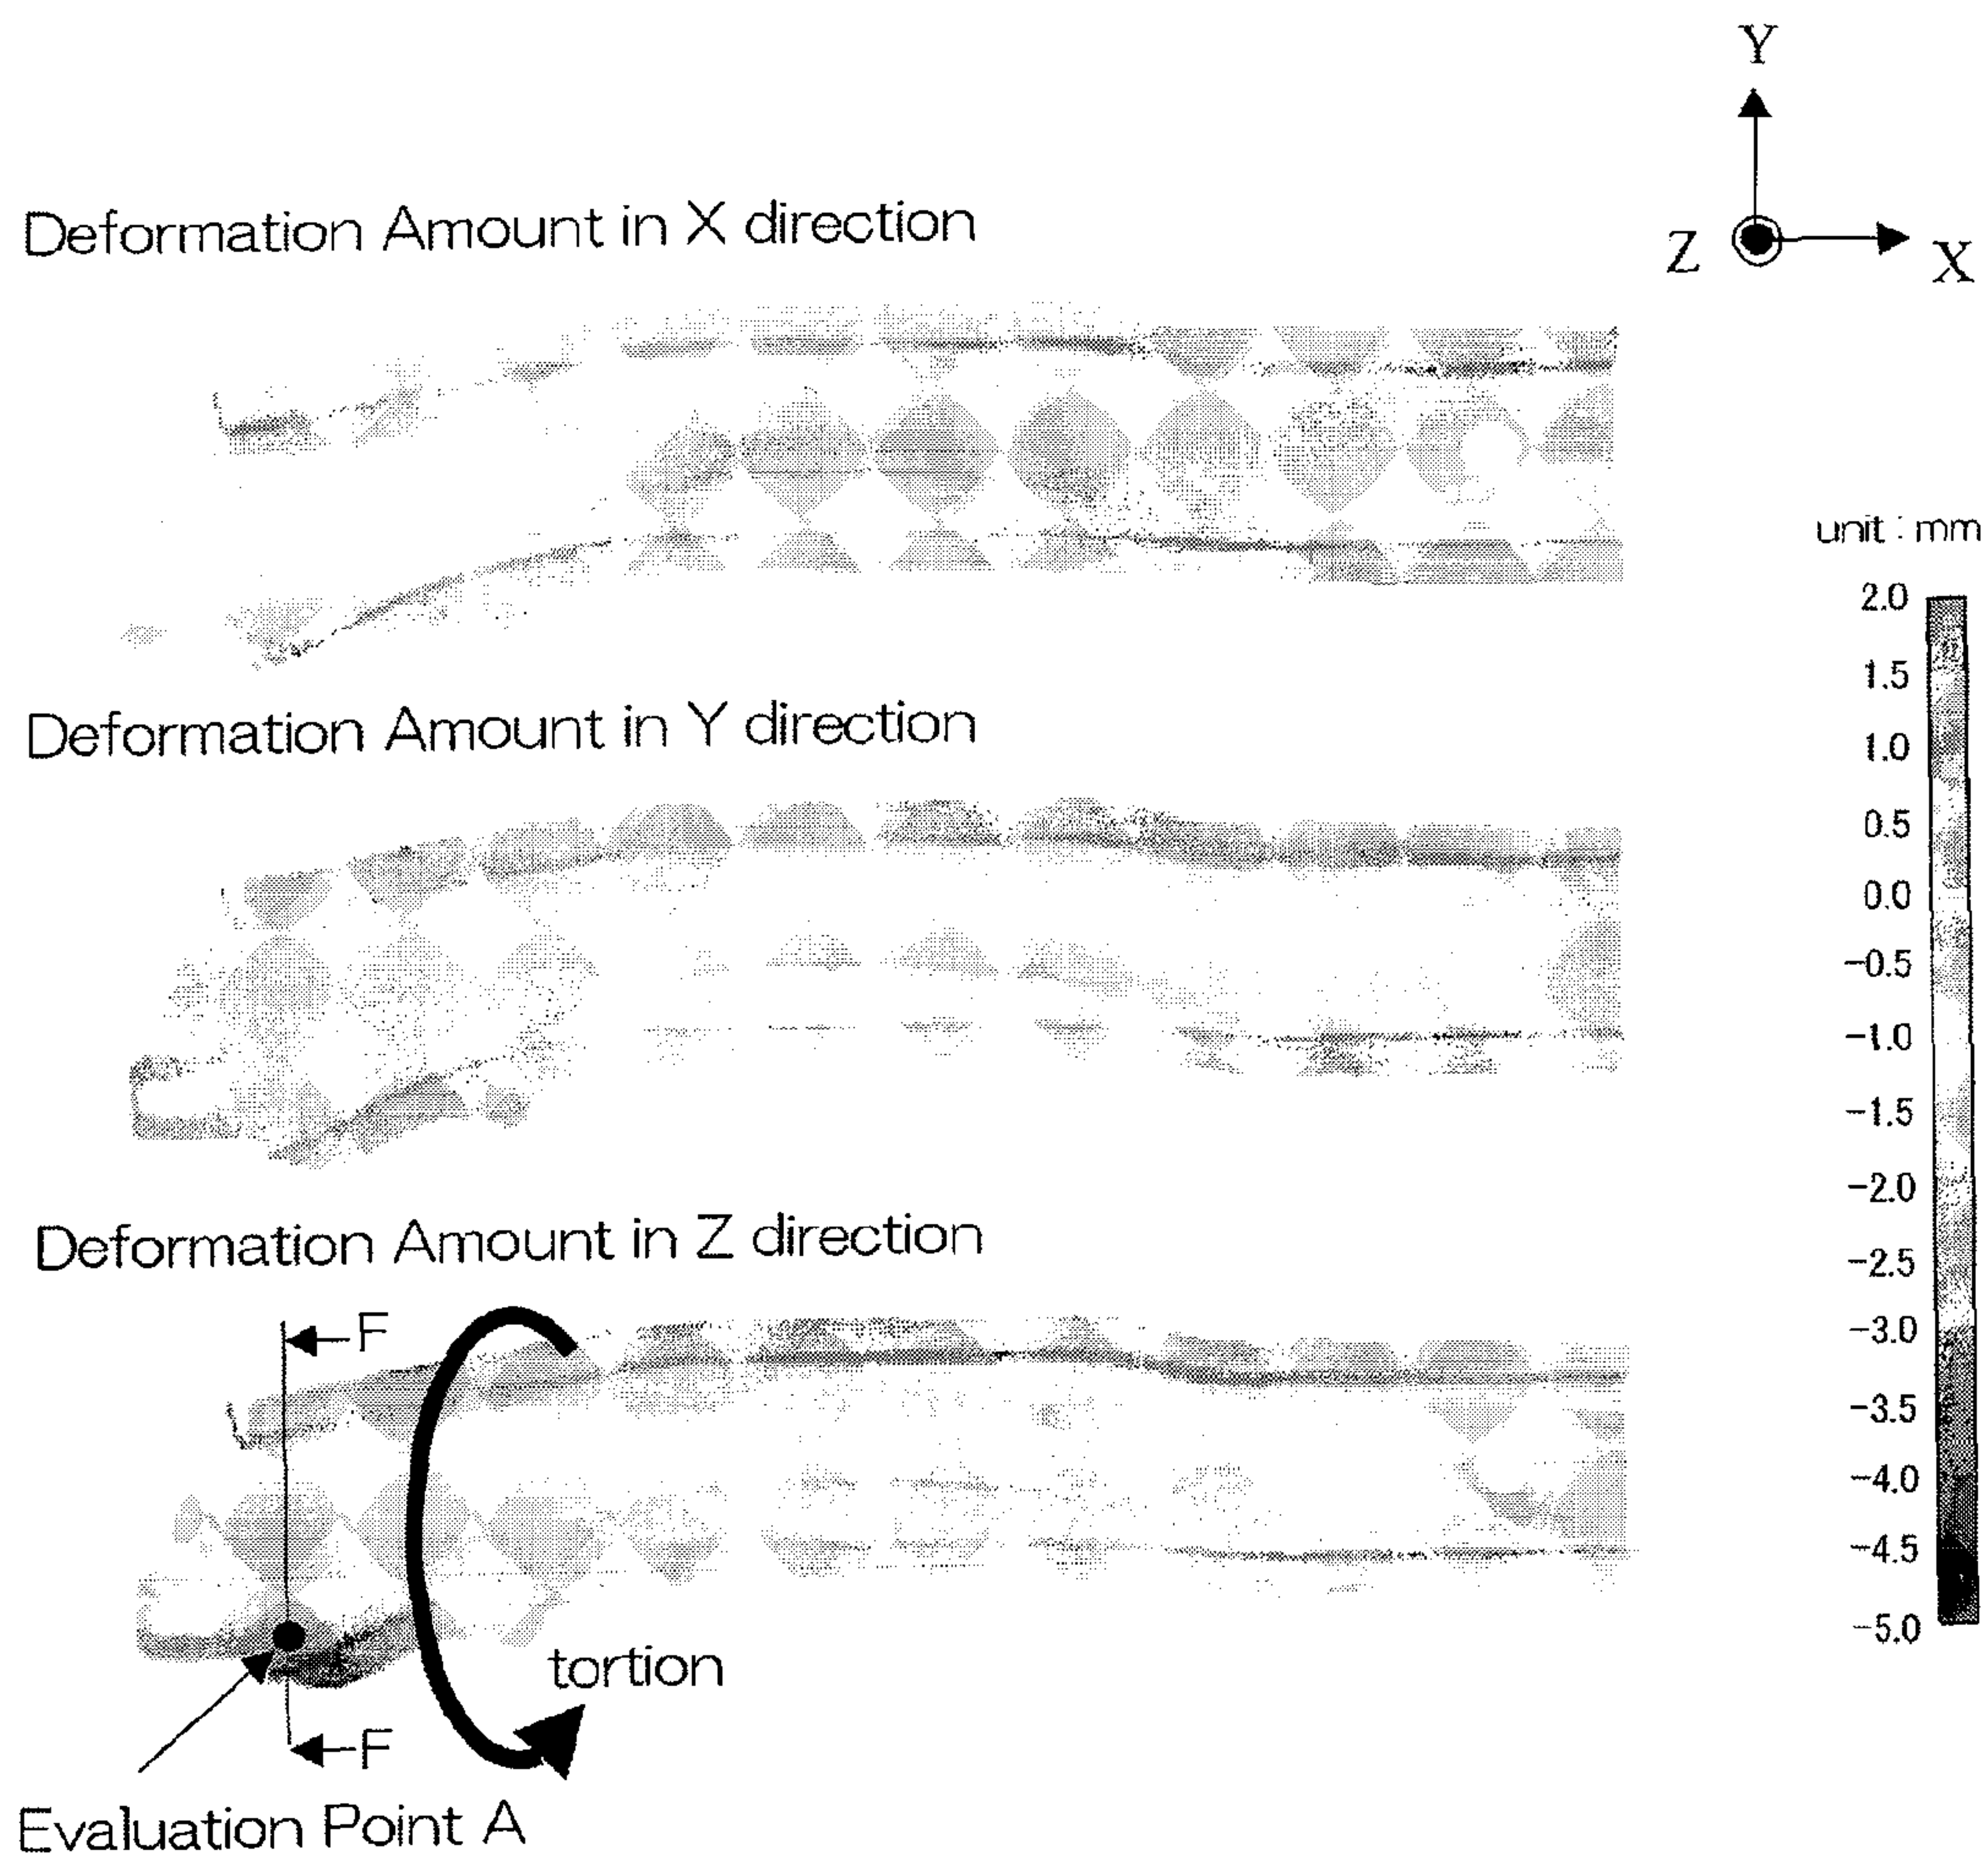 Y
Deformation Amount in X direction
Z
X
unit : mm
2.0
1.5
1.0
0.5
0.0
-0.5
-1.0
-1.5
-2.0
-2.5
-3.0
-3.5
-4.0
-4.5
-5.0
Deformation Amount in Y direction
Deformation Amount in Z direction
F
tortion
F
Evaluation Point A